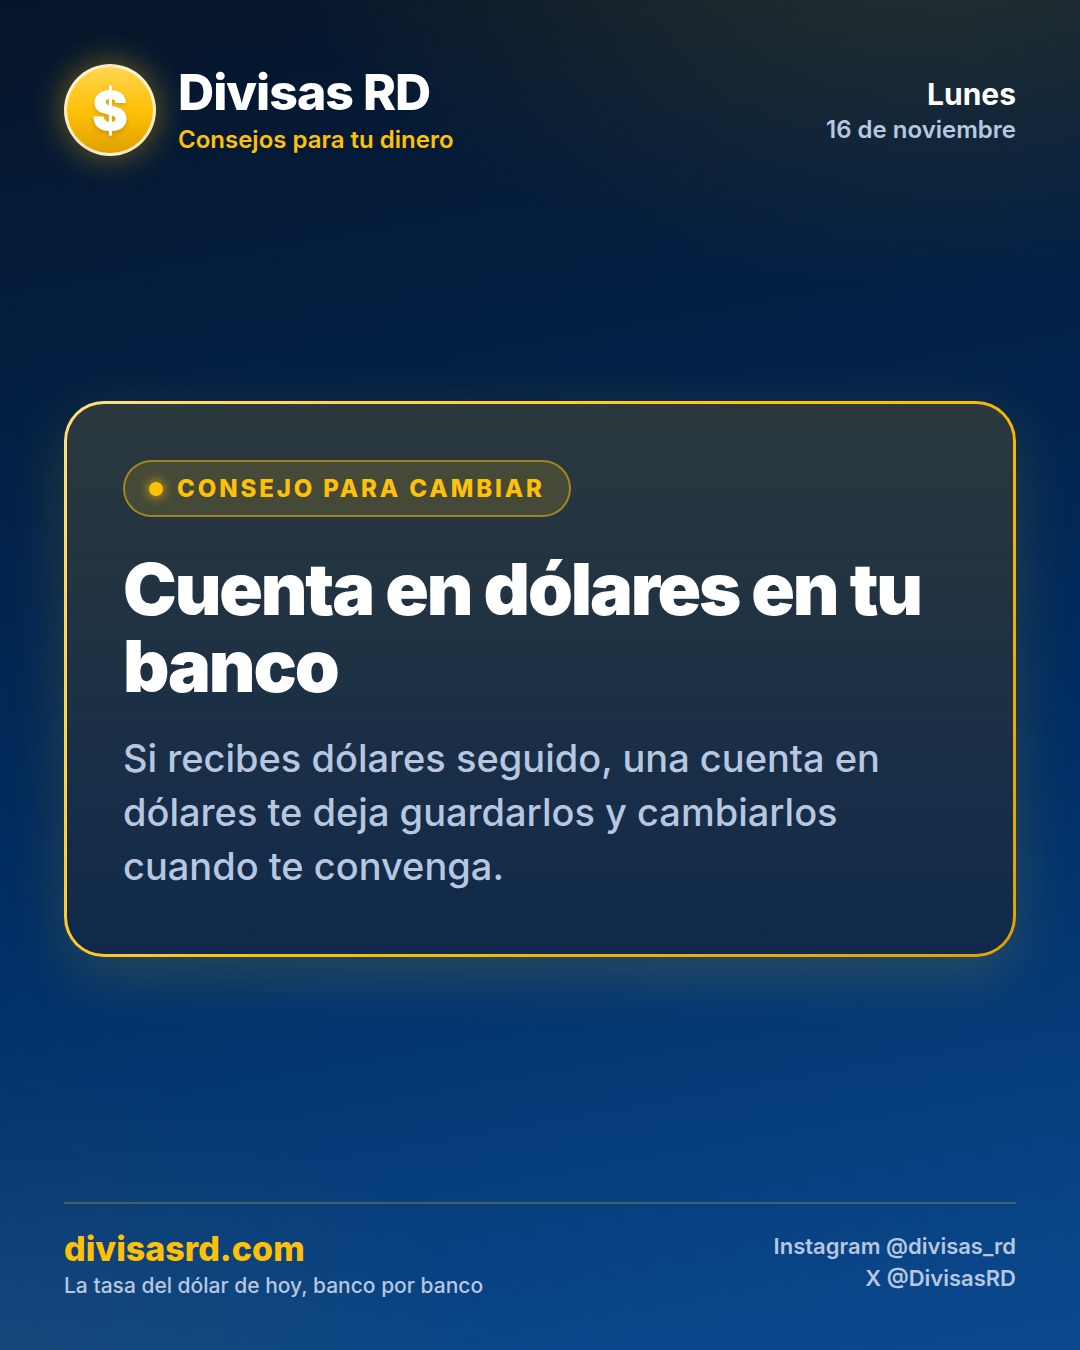 $
Divisas RD
Consejos para tu dinero
Lunes
16 de noviembre
CONSEJO PARA CAMBIAR
Cuenta en dólares en tu
banco
Si recibes dólares seguido, una cuenta en
dólares te deja guardarlos y cambiarlos
cuando te convenga.
divisasrd.com
La tasa del dólar de hoy, banco por banco
Instagram @divisas_rd
X @DivisasRD